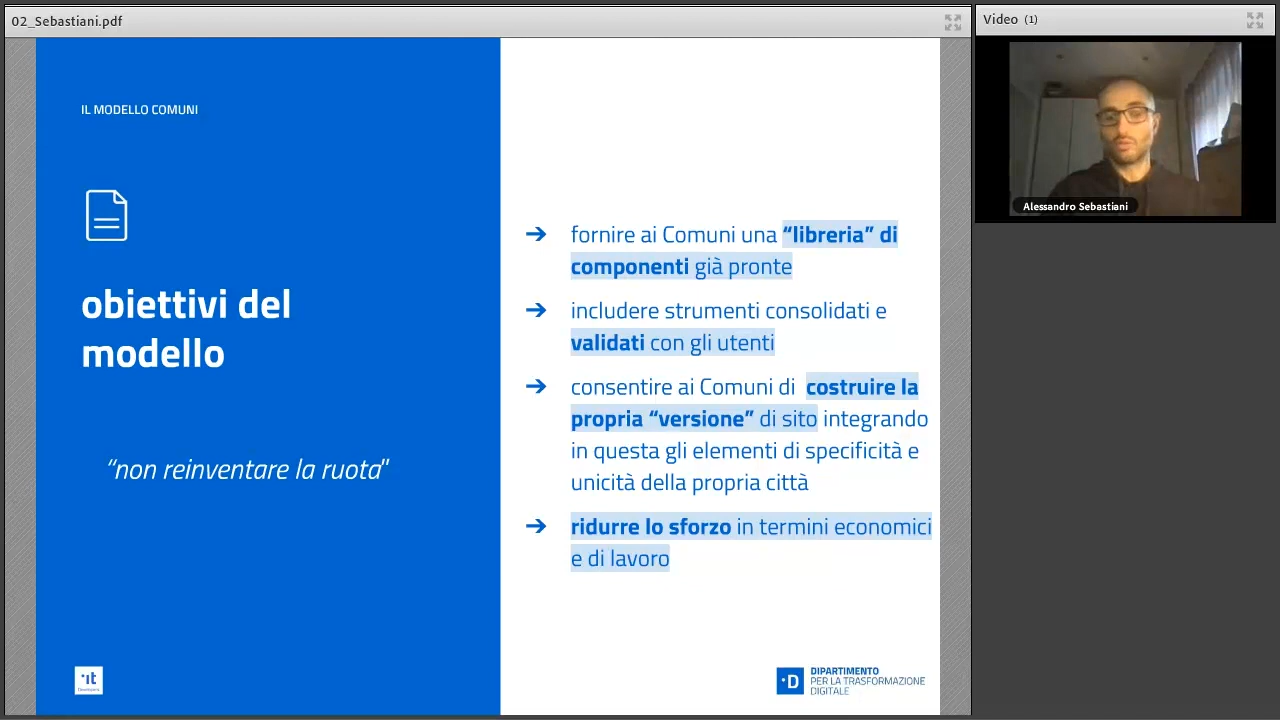 02_Sebastiani.pdf
Video (1)
Alessandro Sebastiani
IL MODELLO COMUNI
obiettivi del
modello
“non reinventare la ruota"
➔ fornire ai Comuni una “libreria” di
componenti già pronte
➔ includere strumenti consolidati e
validati con gli utenti
➔ consentire ai Comuni di costruire la
propria “versione” di sito integrando
in questa gli elementi di specificità e
unicità della propria città
➔ ridurre lo sforzo in termini economici
e di lavoro
it
D
DIPARTIMENTO
PER LA TRASFORMAZIONE
DIGITALE